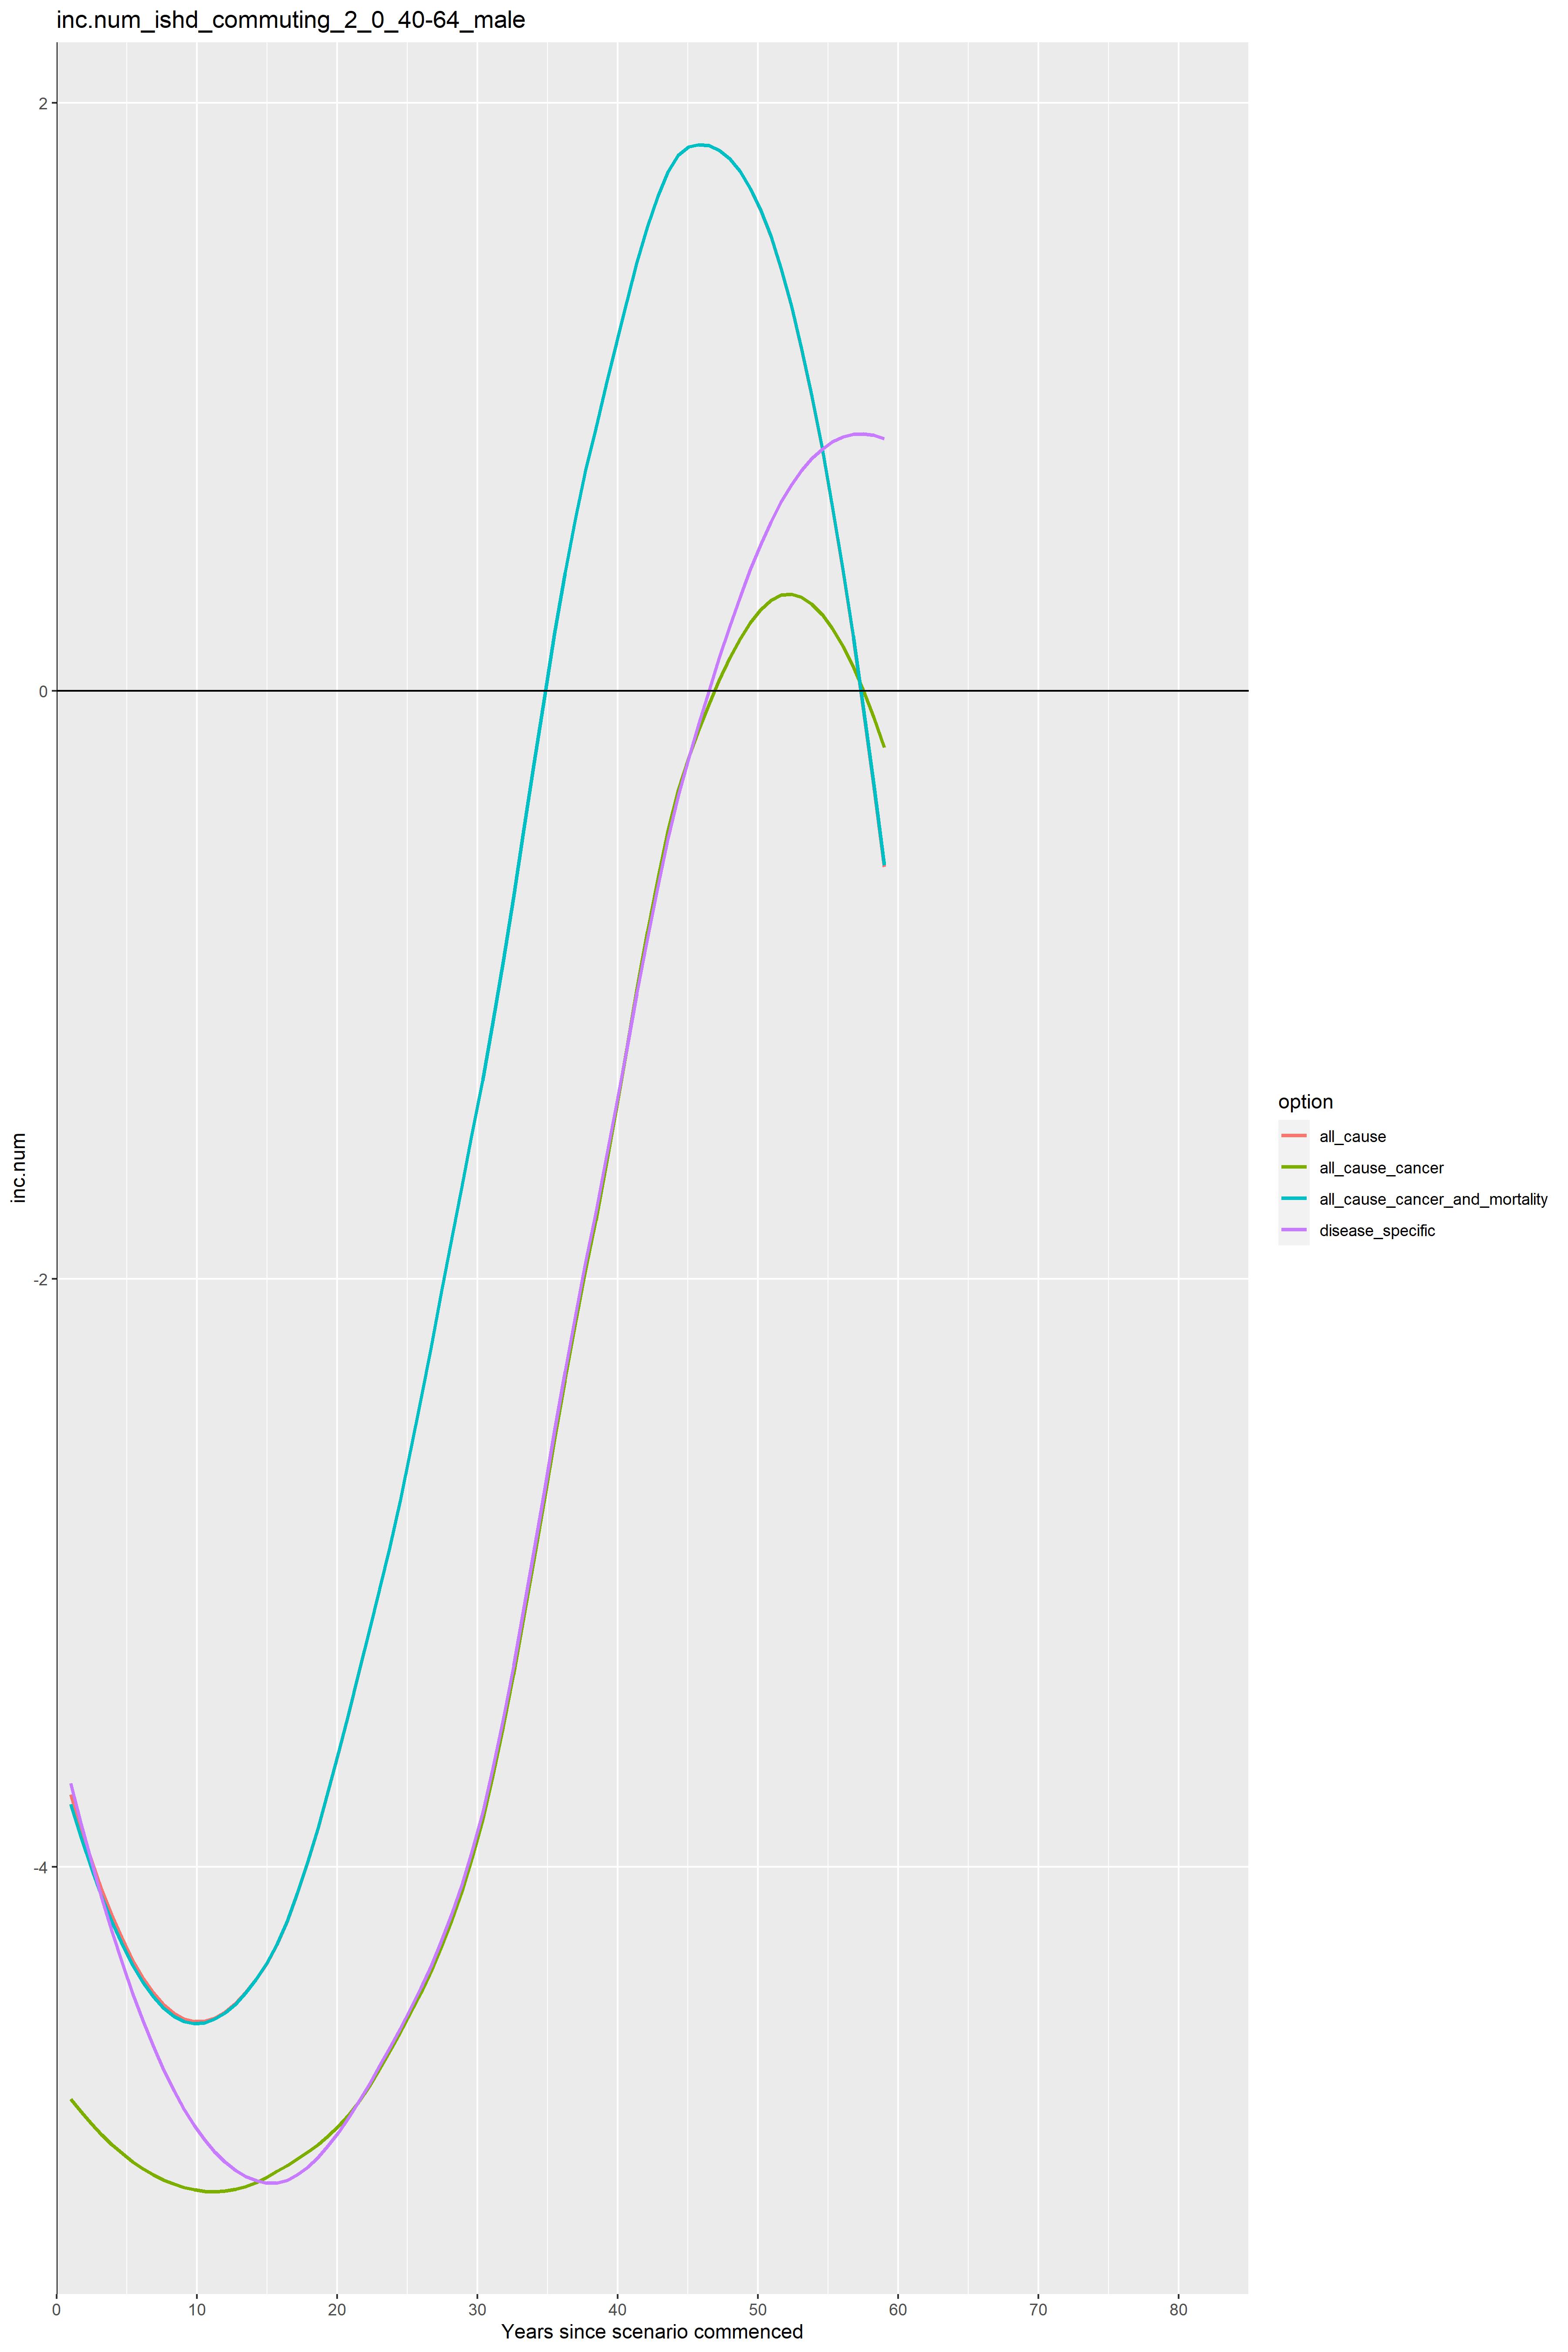 inc.num_ishd_commuting_2_0_40-64_male
2
0
-2
-4
inc.num
0 10 20 30 40 50 60 70 80
Years since scenario commenced
option
all_cause
all_cause_cancer
all_cause_cancer_and_mortality
disease_specific